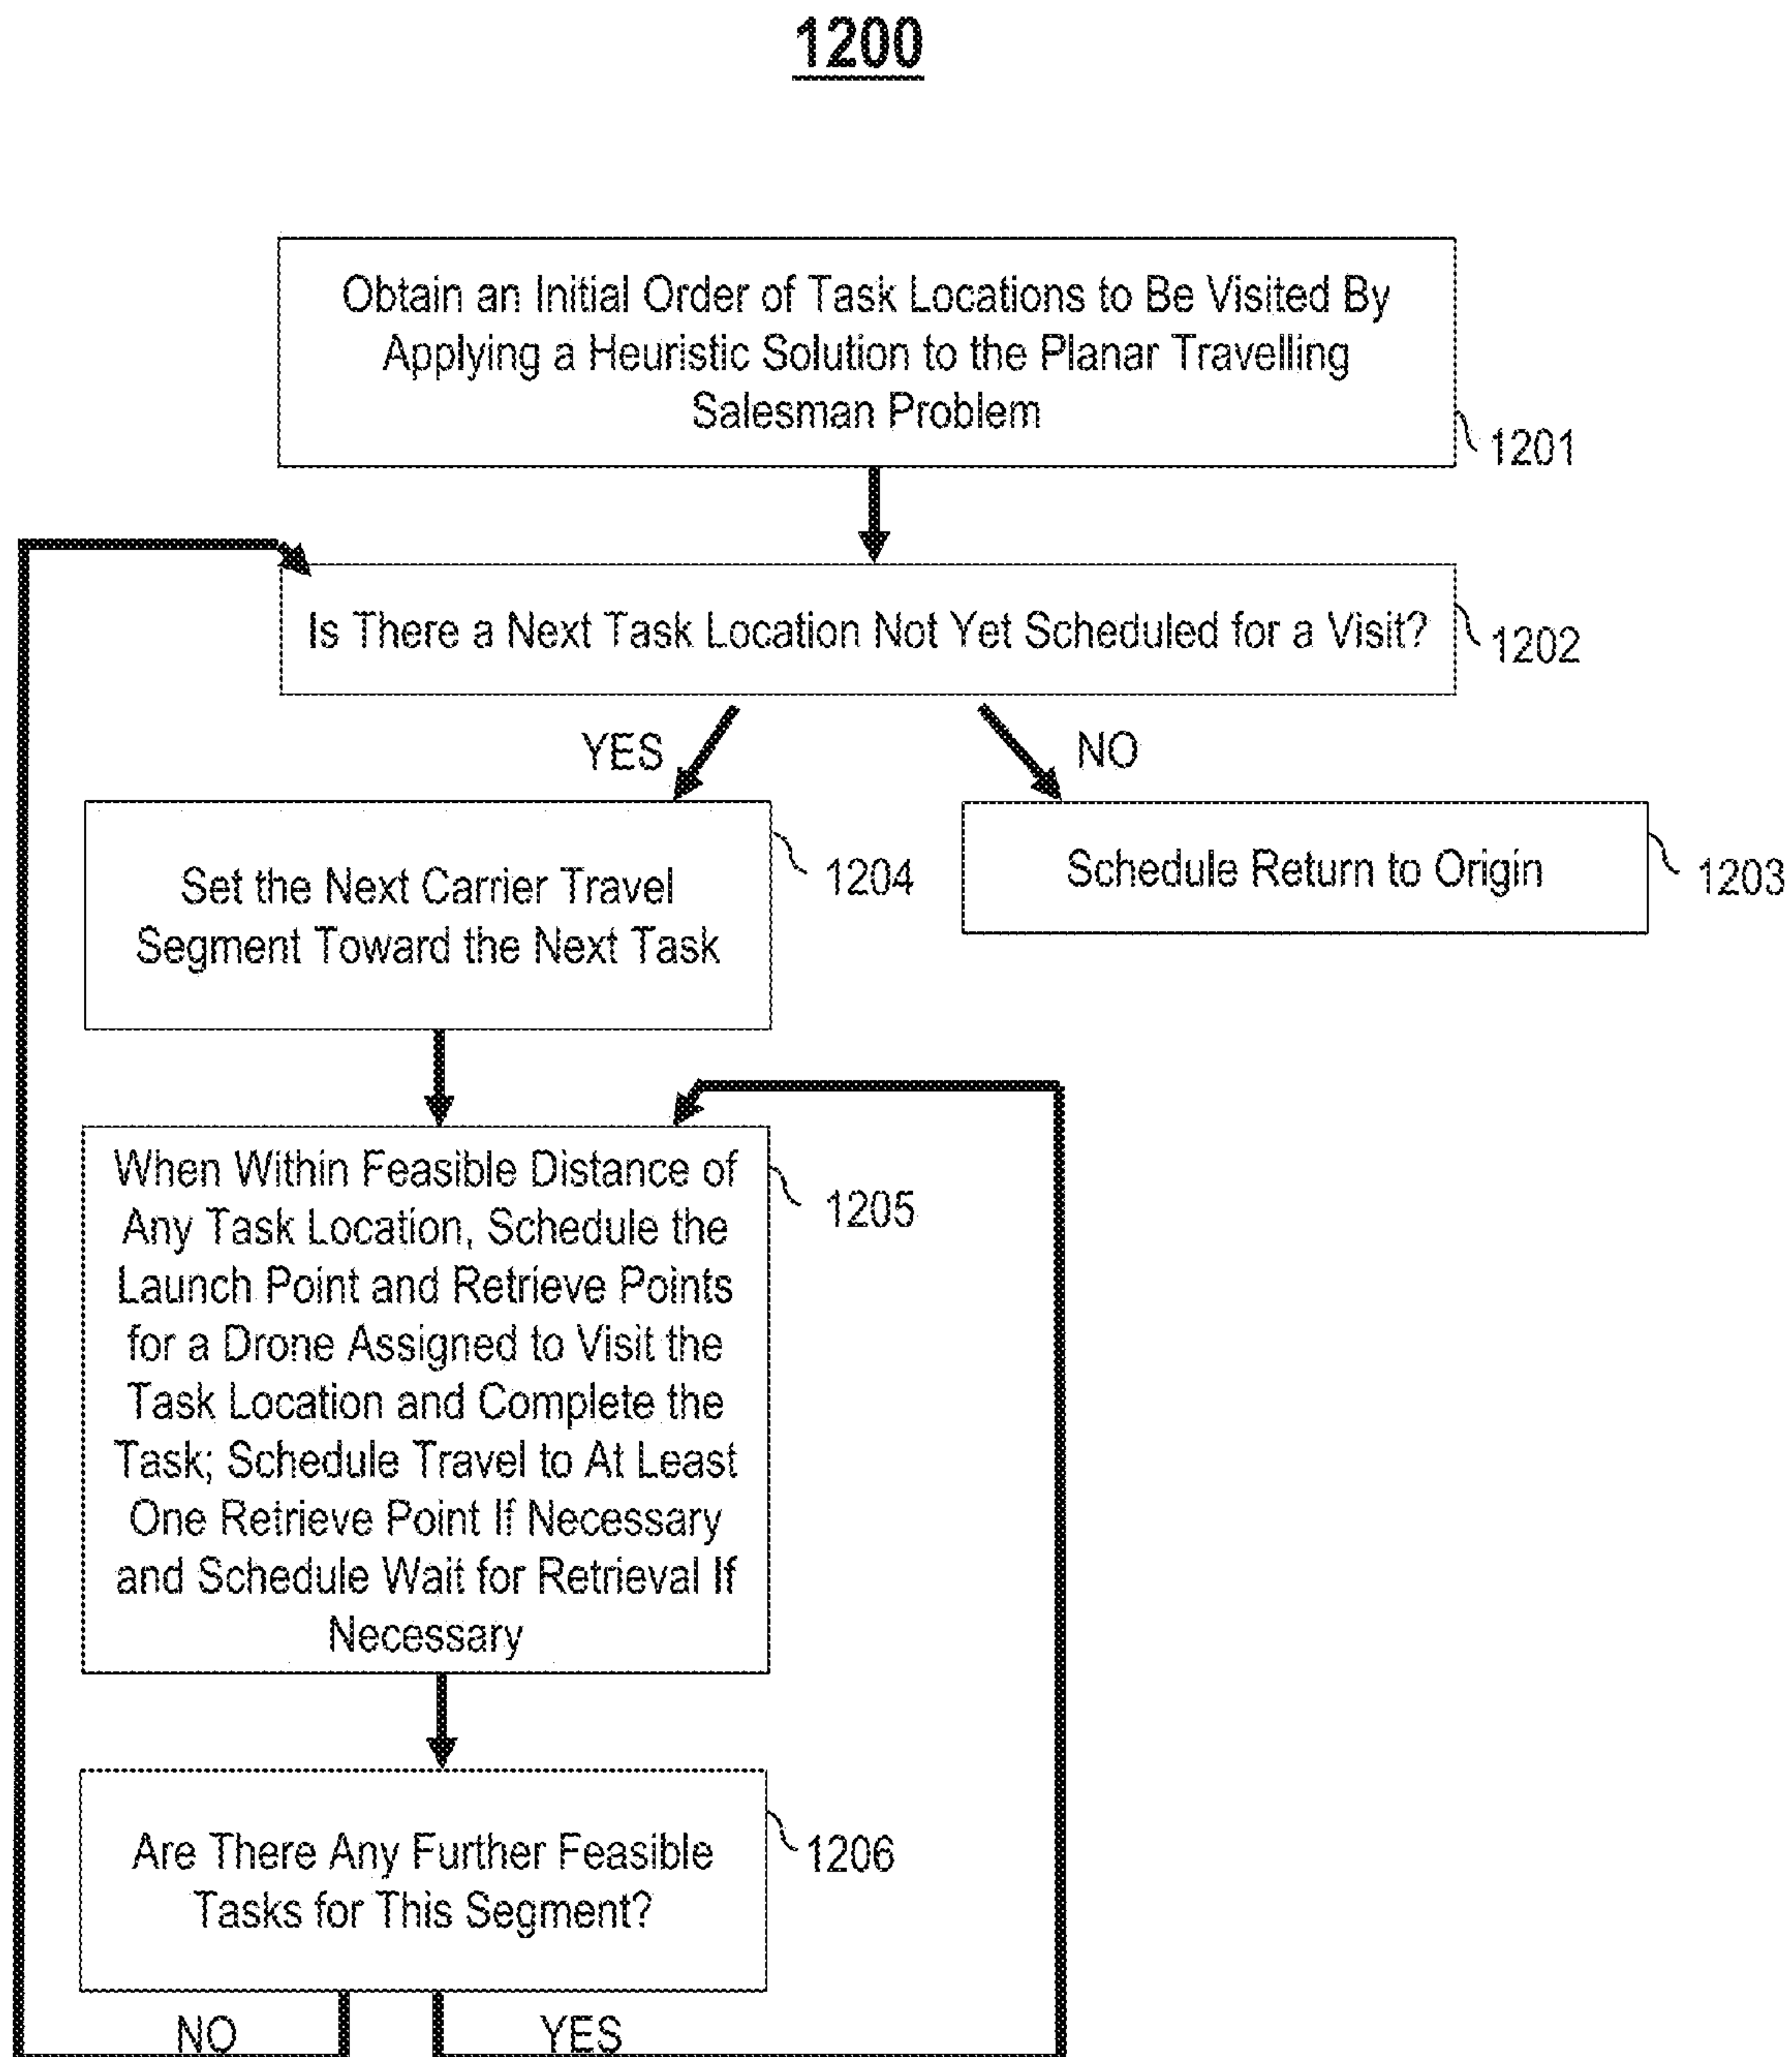 1200
Obtain an Initial Order of Task Locations to Be Visited By
Applying a Heuristic Solution to the Planar Travelling
Salesman Problem
1201
Is There a Next Task Location Not Yet Scheduled for a Visit?
1202
YES
NO
Set the Next Carrier Travel
Segment Toward the Next Task
1204
Schedule Return to Origin
1203
When Within Feasible Distance of
Any Task Location, Schedule the
Launch Point and Retrieve Points
for a Drone Assigned to Visit the
Task Location and Complete the
Task; Schedule Travel to At Least
One Retrieve Point If Necessary
and Schedule Wait for Retrieval If
Necessary
1205
Are There Any Further Feasible
Tasks for This Segment?
1206
NO
YES